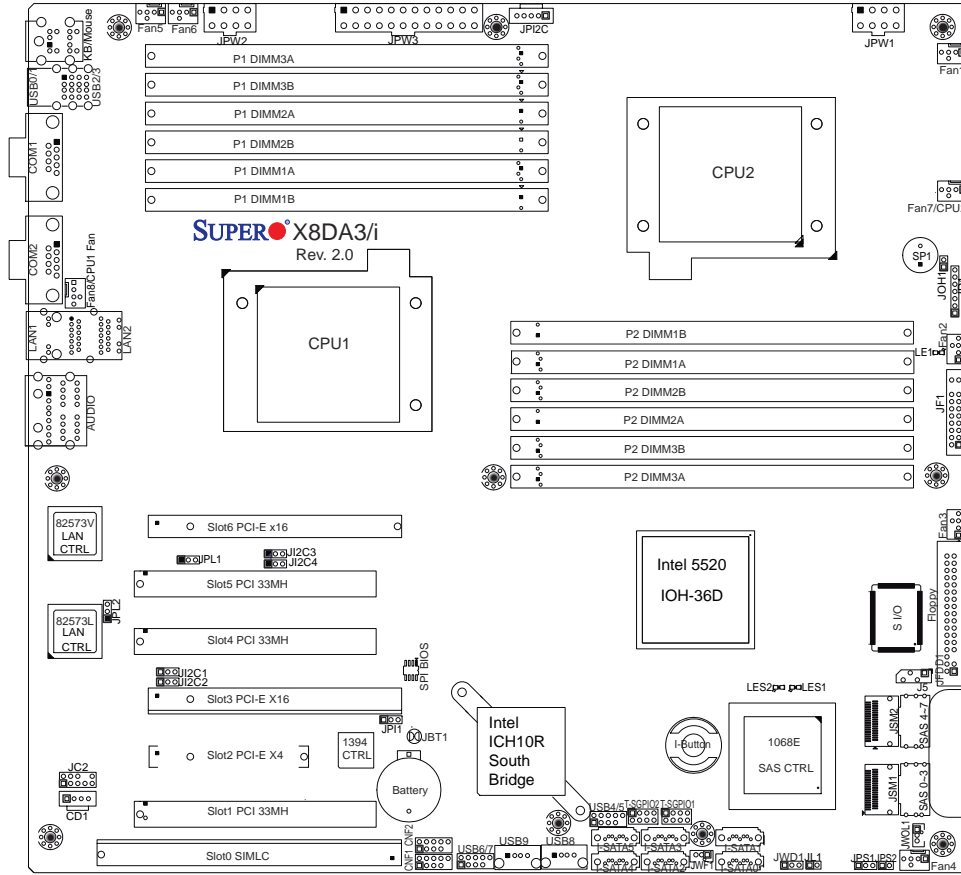 Fan5
Fan6
JPW2
JPW3
JPI2C
JPW1
Fan1
KB/Mouse
USB0/1
USB2/3
COM1
COM2
Fan8/CPU1 Fan
LAN1
LAN2
AUDIO
P1 DIMM3A
P1 DIMM3B
P1 DIMM2A
P1 DIMM2B
P1 DIMM1A
P1 DIMM1B
SUPER X8DA3/i
Rev. 2.0
CPU1
CPU2
Fan7/CPU
SP1
JOH1
Fan2
LE1
JF1
P2 DIMM1B
P2 DIMM1A
P2 DIMM2B
P2 DIMM2A
P2 DIMM3B
P2 DIMM3A
82573V
LAN
CTRL
Slot6 PCI-E x16
JPL1
JI2C3
JI2C4
Slot5 PCI 33MH
82573L
LAN
CTRL
JPL2
Slot4 PCI 33MH
JI2C1
JI2C2
SPI BIOS
Slot3 PCI-E X16
JPI1
JBT1
Slot2 PCI-E X4
1394
CTRL
Battery
JC2
CD1
Slot1 PCI 33MH
Slot0 SIMLC
Intel 5520
IOH-36D
Fan3
Floppy
S I/O
JFDD1
J5
LES2
LES1
Intel
ICH10R
South
Bridge
I-Button
1068E
SAS CTRL
JSM2
SAS 4~7
JSM1
SAS 0~3
CNF2
CNF1
USB6/7
USB9
USB8
USB4/5
T-SGPIO2
T-SGPIO1
I-SATA5
I-SATA3
I-SATA1
I-SATA4
I-SATA2
I-SATA0
JWF1
JWD1
JL1
JWOL1
JPS1
JPS2
Fan4